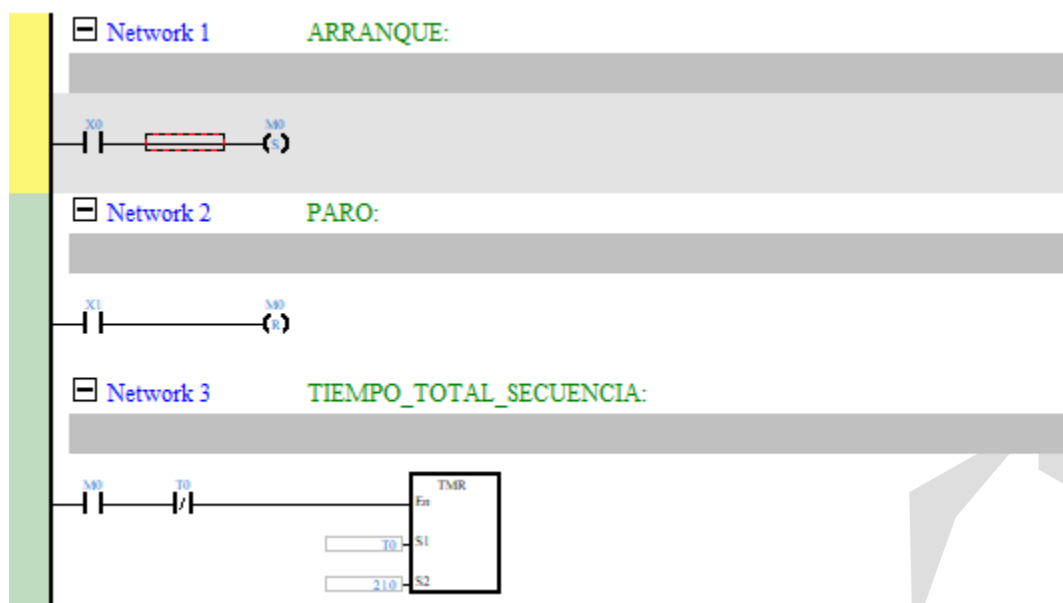 Network 1 ARRANQUE:
X0 M0
S
Network 2 PARO:
X1 M0
R
Network 3 TIEMPO_TOTAL_SECUENCIA:
M0 T0 TMR
En
T0 S1
210 S2